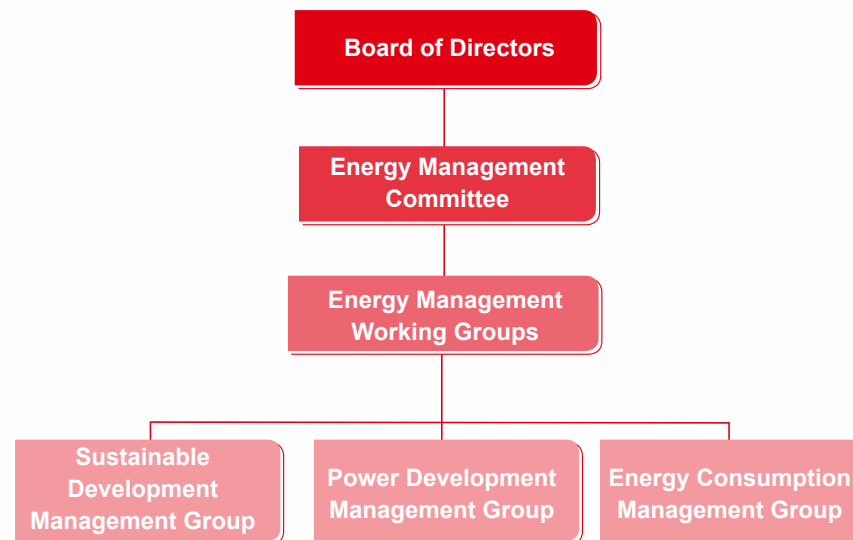 Board of Directors
Energy Management
Committee
Energy Management
Working Groups
Sustainable
Development
Management Group
Power Development
Management Group
Energy Consumption
Management Group